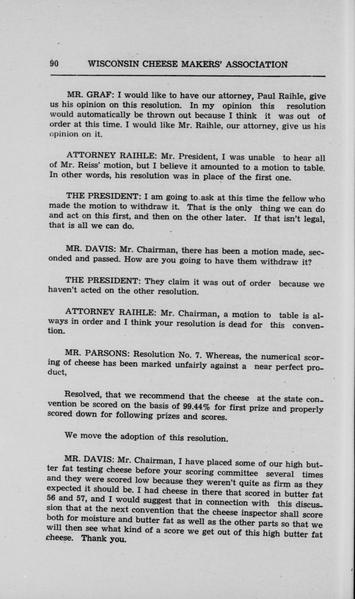 90 WISCONSIN CHEESE MAKERS' ASSOCIATION
MR. GRAF: I would like to have our attorney, Paul Raihle, give
us his opinion on this resolution. In my opinion this resolution
would automatically be thrown out because I think it was out of
order at this time. I would like Mr. Raihle, our attorney, give us his
opinion on it.
ATTORNEY RAIHLE: Mr. President, I was unable to hear all
of Mr. Reiss' motion, but I believe it amounted to a motion to table.
In other words, his resolution was in place of the first one.
THE PRESIDENT: I am going to ask at this time the fellow who
made the motion to withdraw it. That is the only thing we can do
and act on this first, and then on the other later. If that isn't legal,
that is all we can do.
MR. DAVIS: Mr. Chairman, there has been a motion made, sec-
onded and passed. How are you going to have them withdraw it?
THE PRESIDENT: They claim it was out of order because we
haven't acted on the other resolution.
ATTORNEY RAIHLE: Mr. Chairman, a motion to table is al-
ways in order and I think your resolution is dead for this conven-
tion.
MR. PARSONS: Resolution No. 7. Whereas, the numerical scor-
ing of cheese has been marked unfairly against a near perfect pro-
duct,
Resolved, that we recommend that the cheese at the state con-
vention be scored on the basis of 99.44% for first prize and properly
scored down for following prizes and scores.
We move the adoption of this resolution.
MR. DAVIS: Mr. Chairman, I have placed some of our high but-
ter fat testing cheese before your scoring committee several times
and they were scored low because they weren't quite as firm as they
expected it should be. I had cheese in there that scored in butter fat
56 and 57, and I would suggest that in connection with this discus-
sion that at the next convention that the cheese inspector shall score
both for moisture and butter fat as well as the other parts so that we
will then see what kind of a score we get out of this high butter fat
cheese. Thank you.